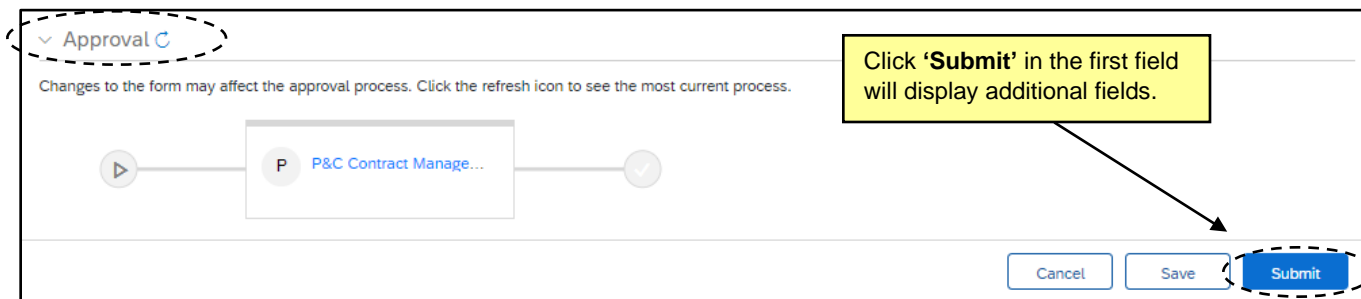 Approval
Click ‘Submit’ in the first field
will display additional fields.
Changes to the form may affect the approval process. Click the refresh icon to see the most current process.
P P&C Contract Manage...
Cancel Save Submit